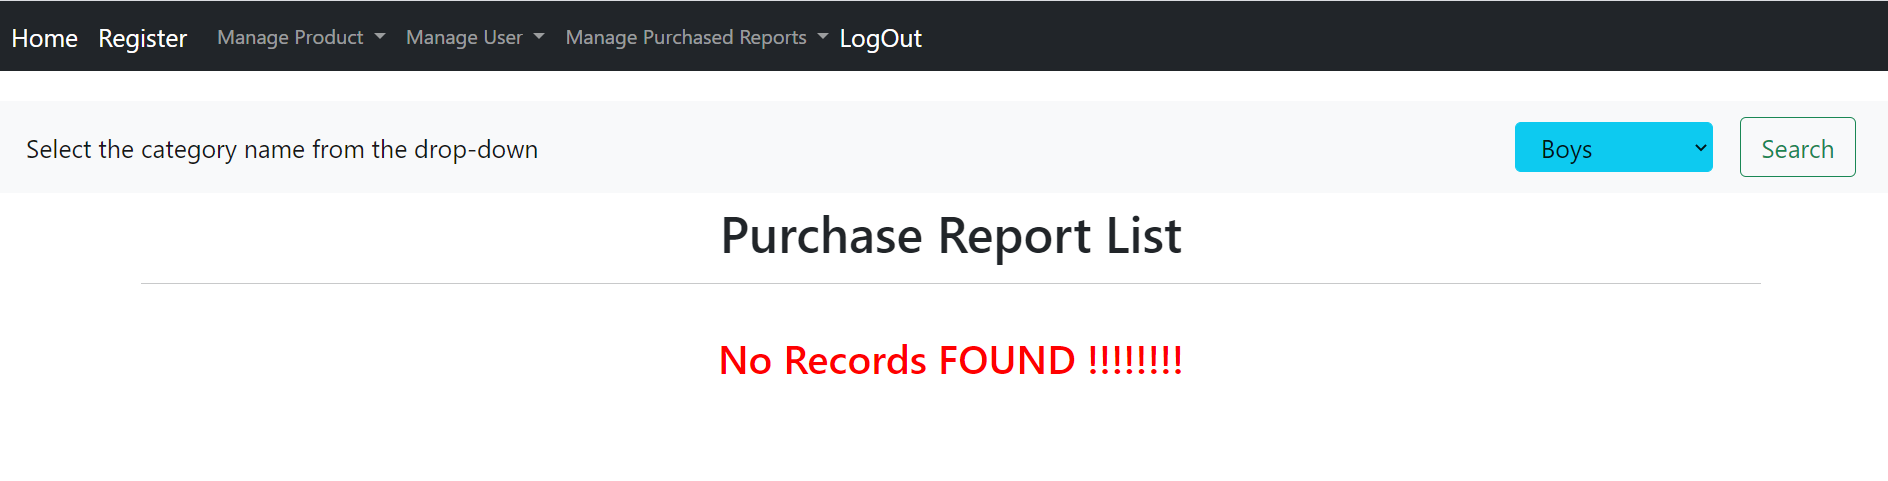 Home Register Manage Product Manage User Manage Purchased Reports LogOut
Select the category name from the drop-down Boys Search
Purchase Report List
No Records FOUND !!!!!!!!